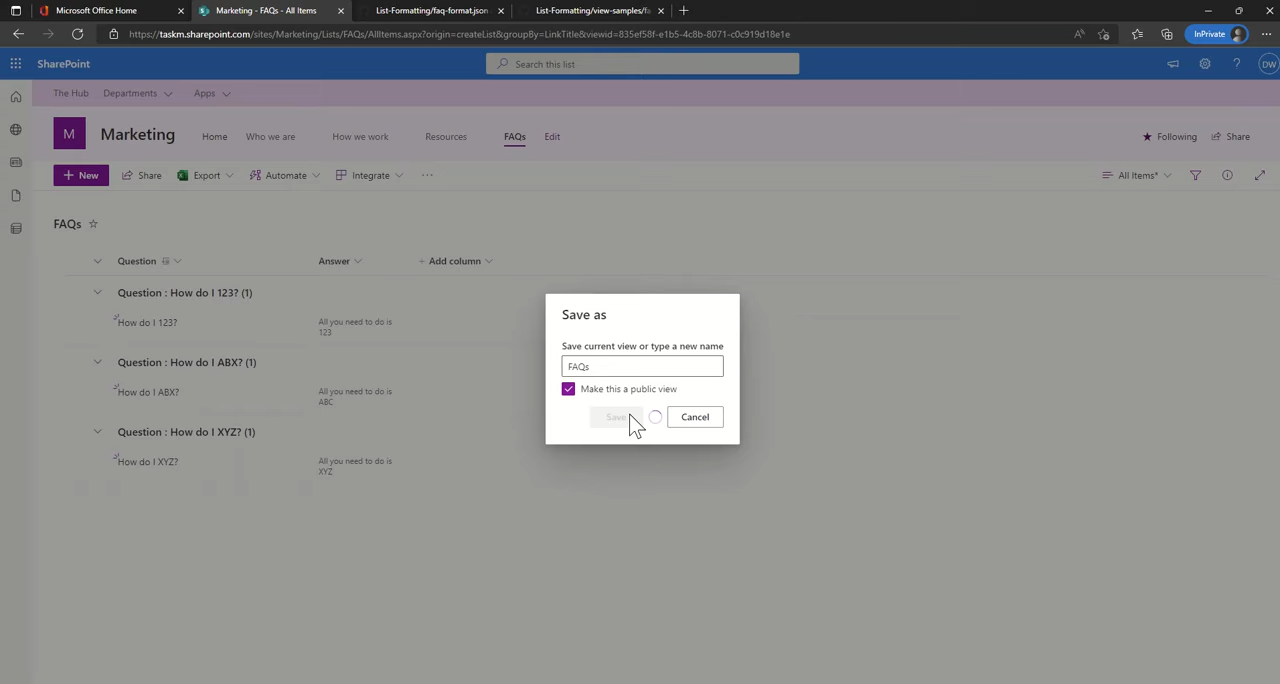 Microsoft Office Home
Marketing - FAQs - All Items
List-Formatting/faq-format.json
List-Formatting/view-samples/fa
https://taskm.sharepoint.com/sites/Marketing/Lists/FAQs/AllItems.aspx?origin=createList&groupBy=LinkTitle&viewid=835ef58f-e1b5-4c8b-8071-c0c919d18e1e
InPrivate
SharePoint
Search this list
DW
The Hub
Departments
Apps
M
Marketing
Home
Who we are
How we work
Resources
FAQs
Edit
Following
Share
New
Share
Export
Automate
Integrate
All Items*
FAQs
Question
Answer
+ Add column
Question : How do I 123? (1)
How do I 123?
All you need to do is
123
Question : How do I ABX? (1)
How do I ABX?
All you need to do is
ABC
Question : How do I XYZ? (1)
How do I XYZ?
All you need to do is
XYZ
Save as
Save current view or type a new name
FAQs
Make this a public view
Save
Cancel